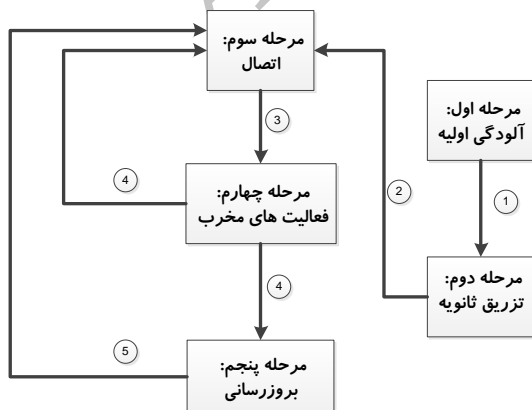 مرحله سوم:
اتصال
مرحله اول:
آلودگی اولیه
3
1
2
4
مرحله چهارم:
فعالیت های مخرب
مرحله دوم:
تزریق ثانویه
4
5
مرحله پنجم:
بروزرسانی